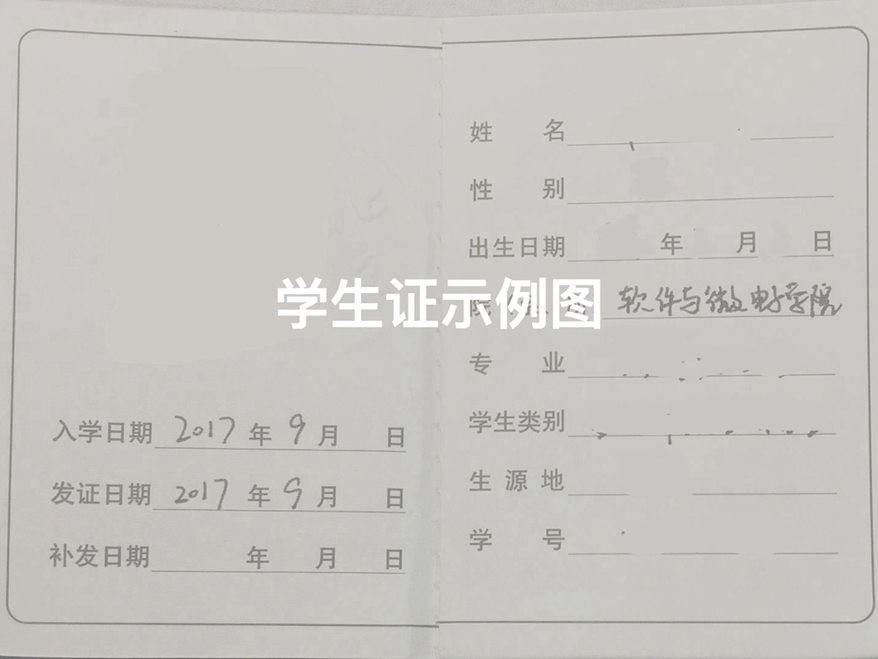 入学日期 2017 年 9 月 日
发证日期 2017 年 9 月 日
补发日期 年 月 日
学生证示例图
姓 名
性 别
出生日期 年 月 日
软件与微电子学院
专 业
学生类别
生 源 地
学 号